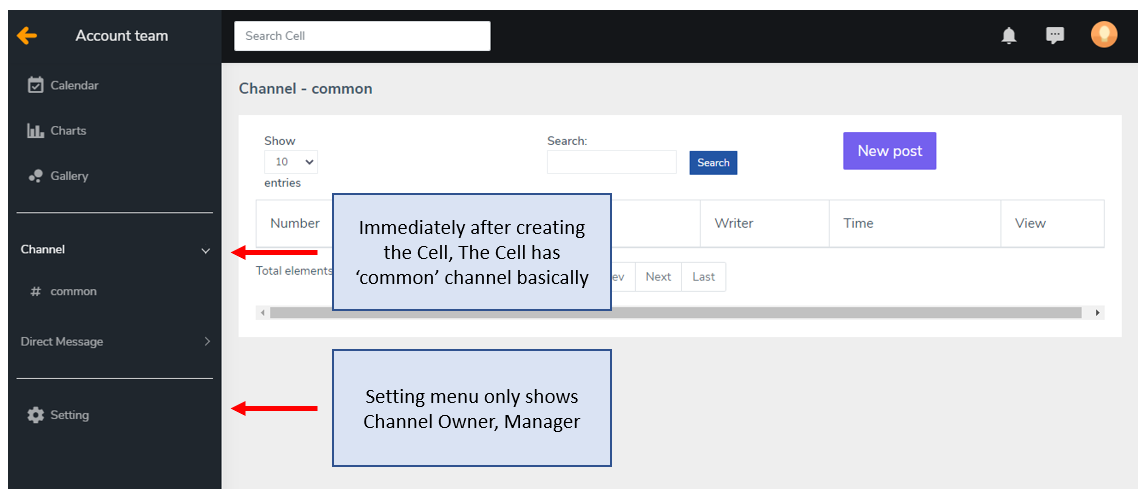 Account team
Search Cell
Calendar
Charts
Gallery
Channel
# common
Direct Message
Setting
Channel - common
Show
10
entries
Search:
Search
New post
Number
Writer
Time
View
Total elements
Next
Last
Immediately after creating
the Cell, The Cell has
‘common’ channel basically
Setting menu only shows
Channel Owner, Manager